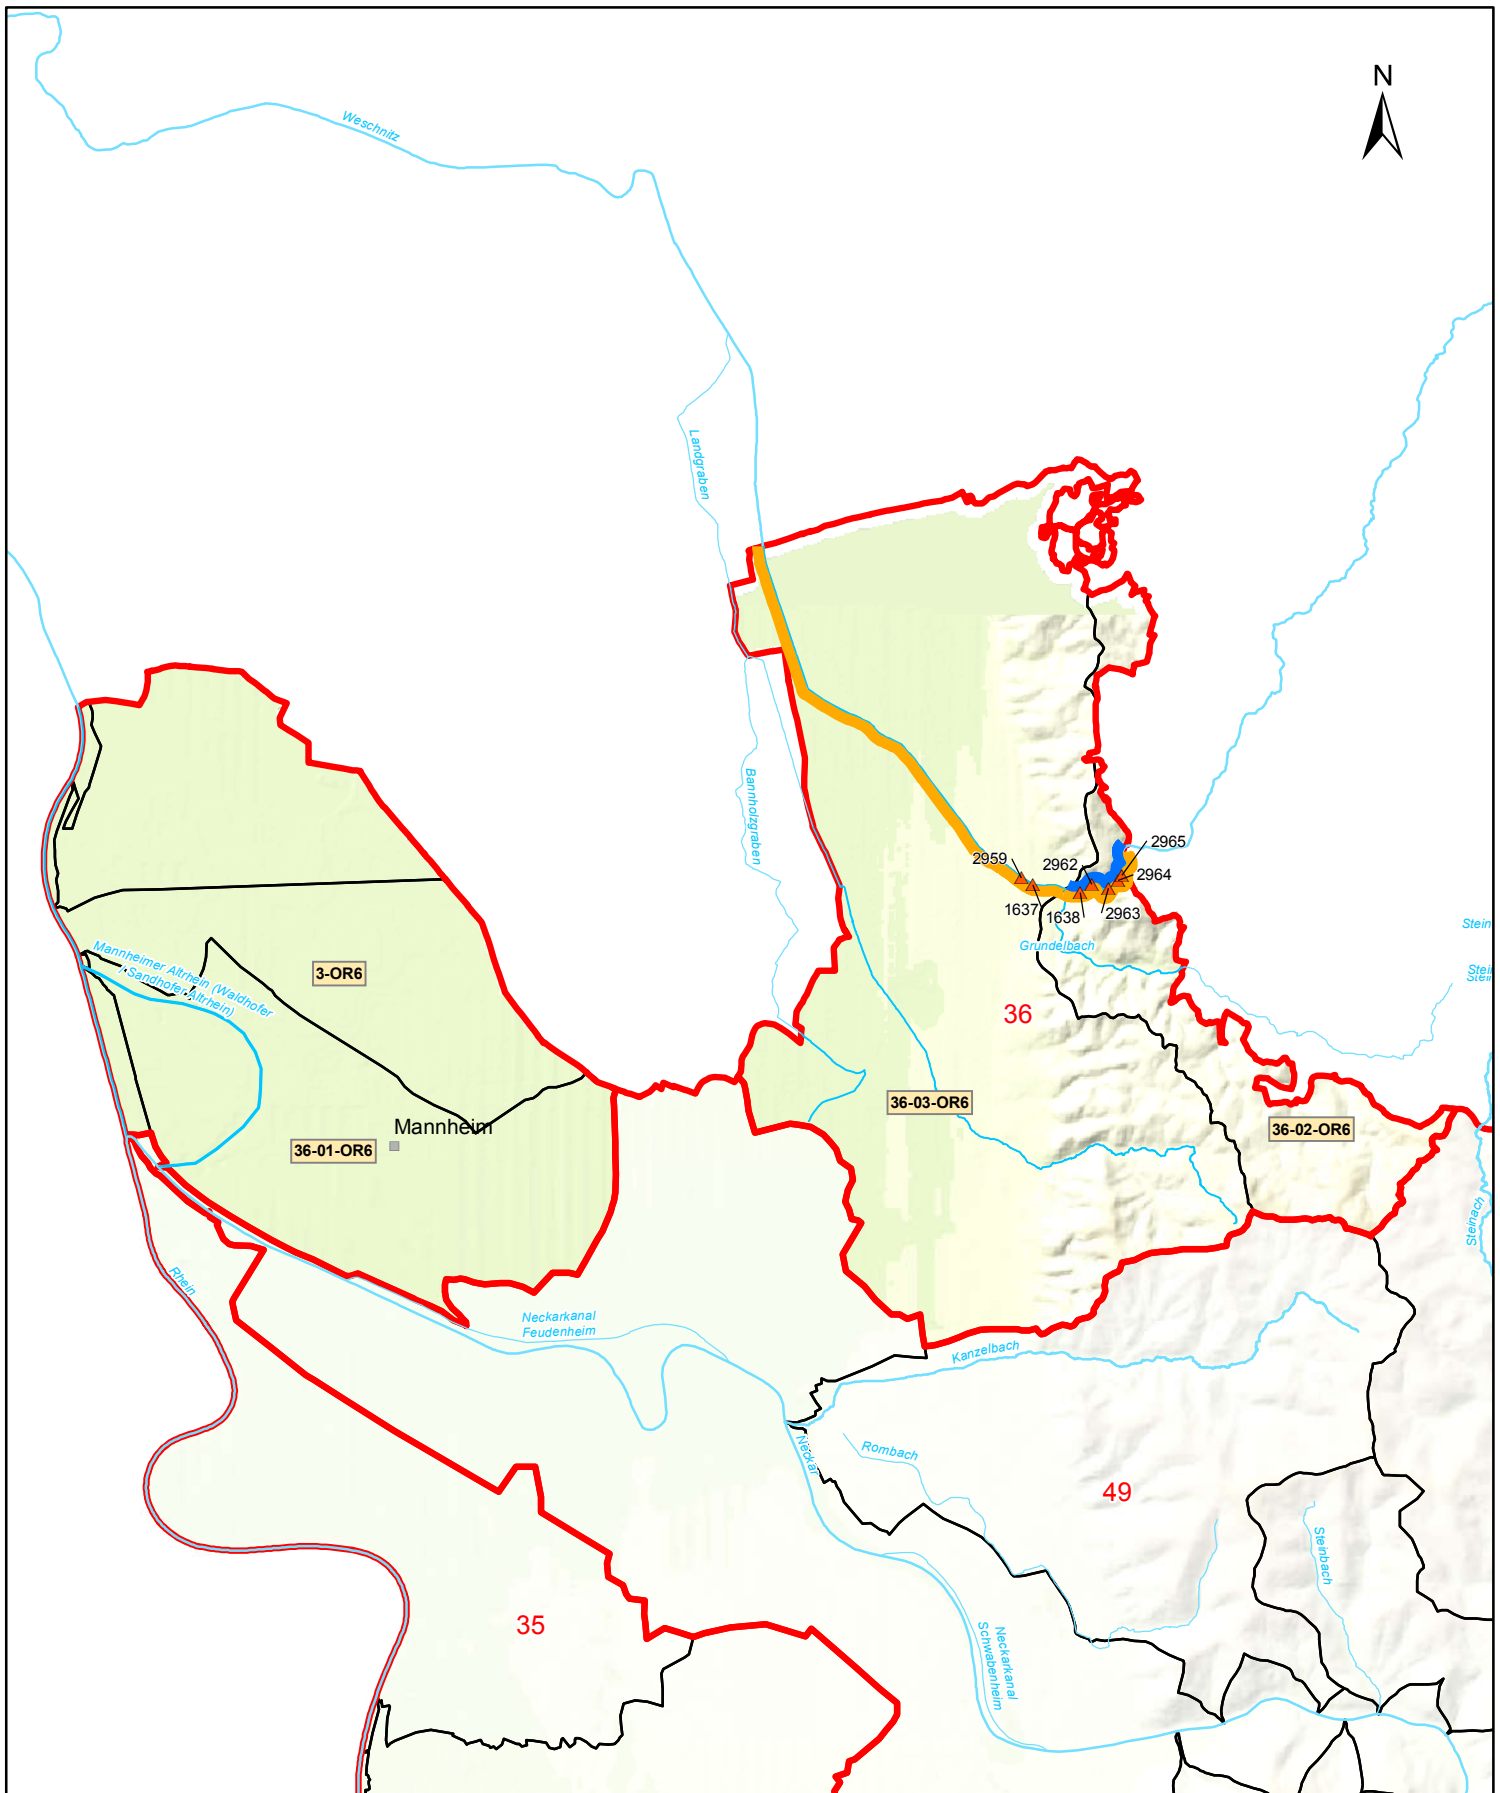 N
Weschnitz
Landgraben
Bannholzgraben
2965
2959
2962
2964
1637
1638
2963
Grundelbach
Stein
Stei
Stein
Mannheimer Altrhein (Waldhofer
/ Sandhofer Altrhein)
3-OR6
36
36-03-OR6
36-02-OR6
Mannheim
36-01-OR6
Steinach
Rhein
Neckarkanal
Feudenheim
Kanzelbach
Neckar
Rombach
49
Steinbach
35
Neckarkanal
Schwabenheim